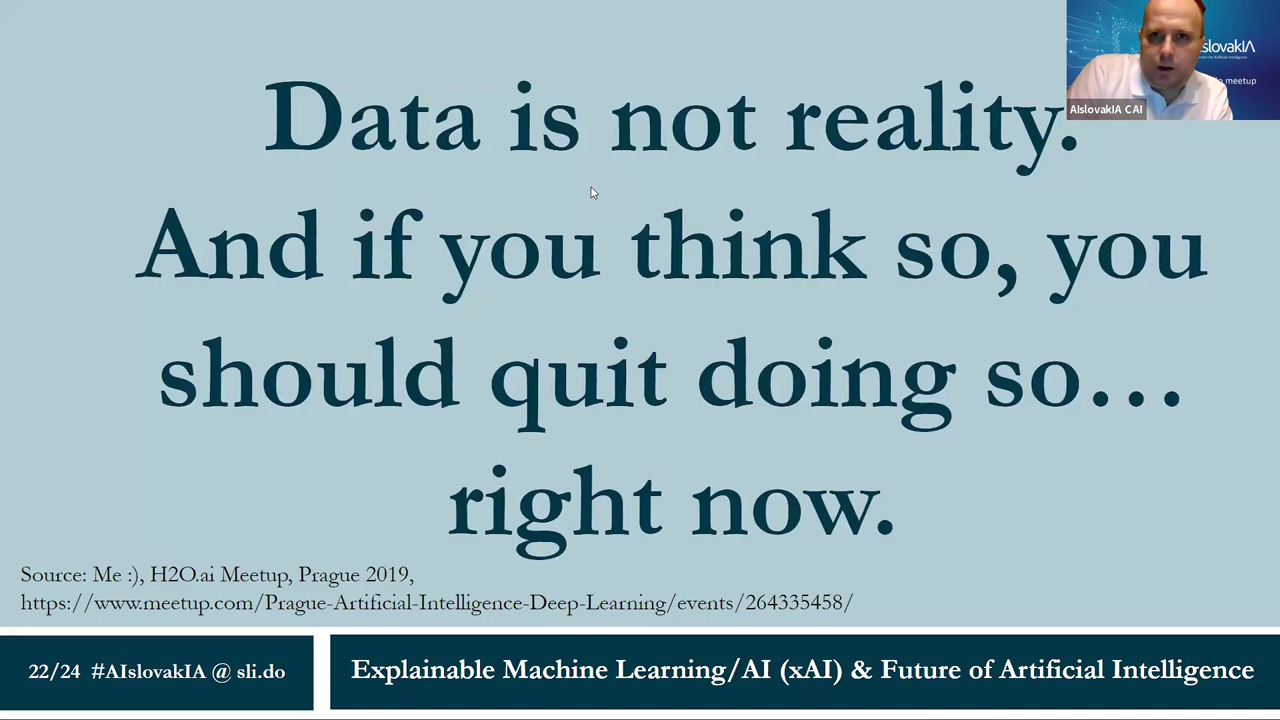 Data is not reality.
And if you think so, you
should quit doing so…
right now.
Source: Me :), H2O.ai Meetup, Prague 2019,
https://www.meetup.com/Prague-Artificial-Intelligence-Deep-Learning/events/264335458/
22/24 #AIslovakIA @ sli.do
Explainable Machine Learning/AI (xAI) & Future of Artificial Intelligence
slovakIA
meetup
AIslovakIA CAI